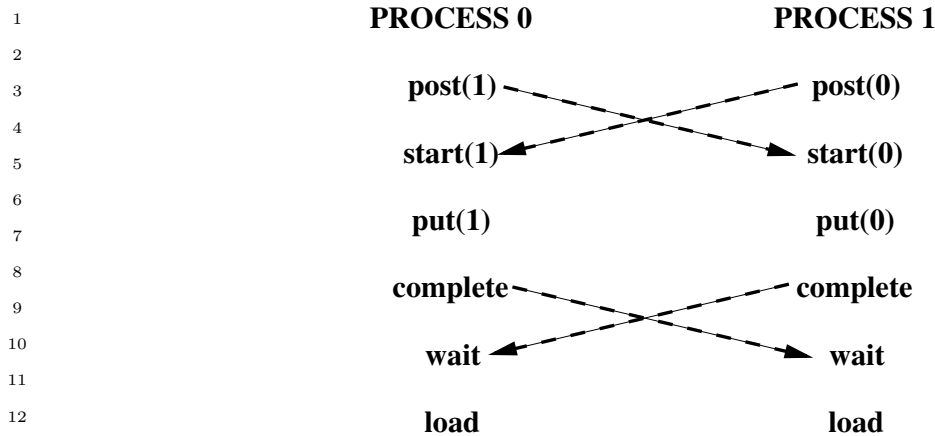 1 PROCESS 0 PROCESS 1
2
3 post(1) post(0)
4
5 start(1) start(0)
6
7 put(1) put(0)
8 complete complete
9
10 wait wait
11
12 load load